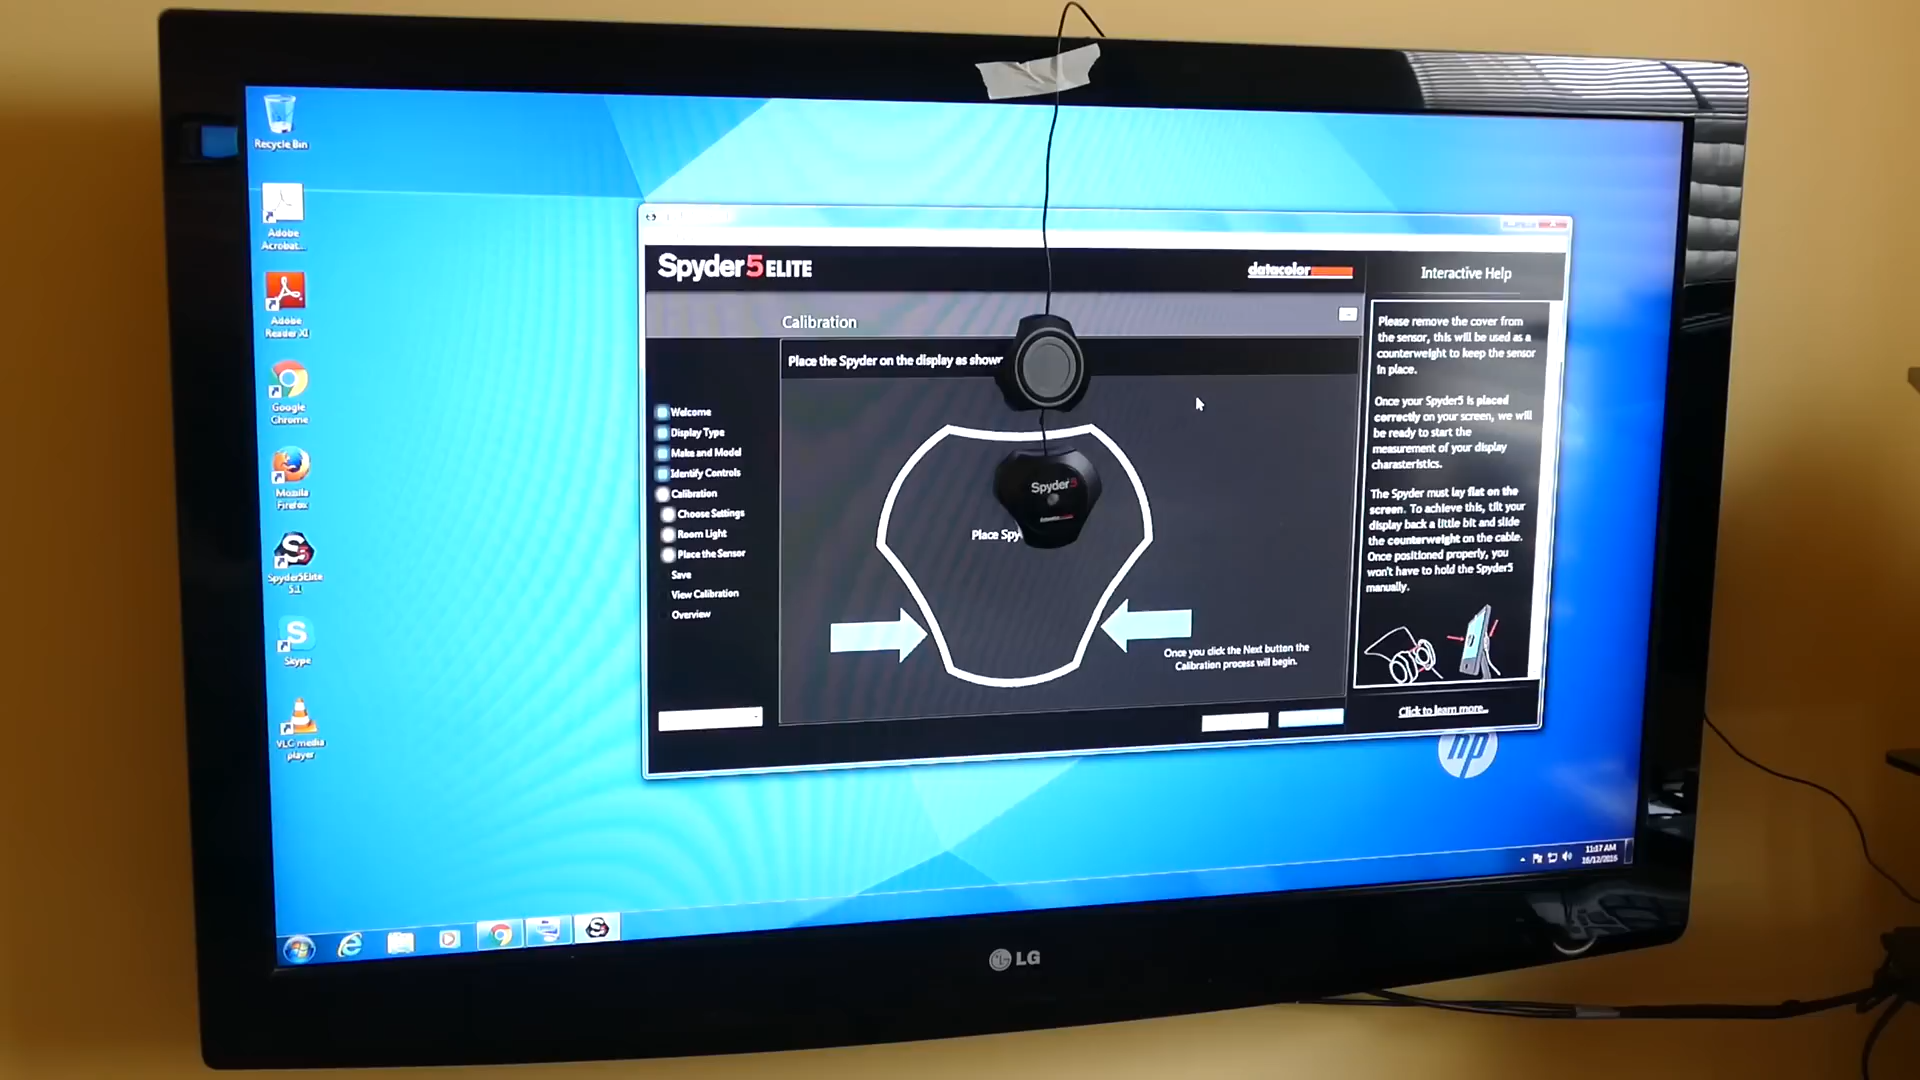 Recycle Bin
Adobe
Acrobat...
Adobe
Reader XI
Google
Chrome
Mozilla
Firefox
Spyder5Elite
5.1
Skype
VLC media
player
Spyder5ELITE
datacolor
Interactive Help
Calibration
Place the Spyder on the display as shown
Welcome
Display Type
Make and Model
Identify Controls
Calibration
Choose Settings
Room Light
Place the Sensor
Save
View Calibration
Overview
Spyder5
datacolor
Place Spy
Once you click the Next button the
Calibration process will begin.
Please remove the cover from
the sensor, this will be used as a
counterweight to keep the sensor
in place.
Once your Spyder5 is placed
correctly on your screen, we will
be ready to start the
measurement of your display
charasteristics.
The Spyder must lay flat on the
screen. To achieve this, tilt your
display back a little bit and slide
the counterweight on the cable.
Once positioned properly, you
won't have to hold the Spyder5
manually.
Click to learn more...
hp
11:17 AM
16/12/2016
LG